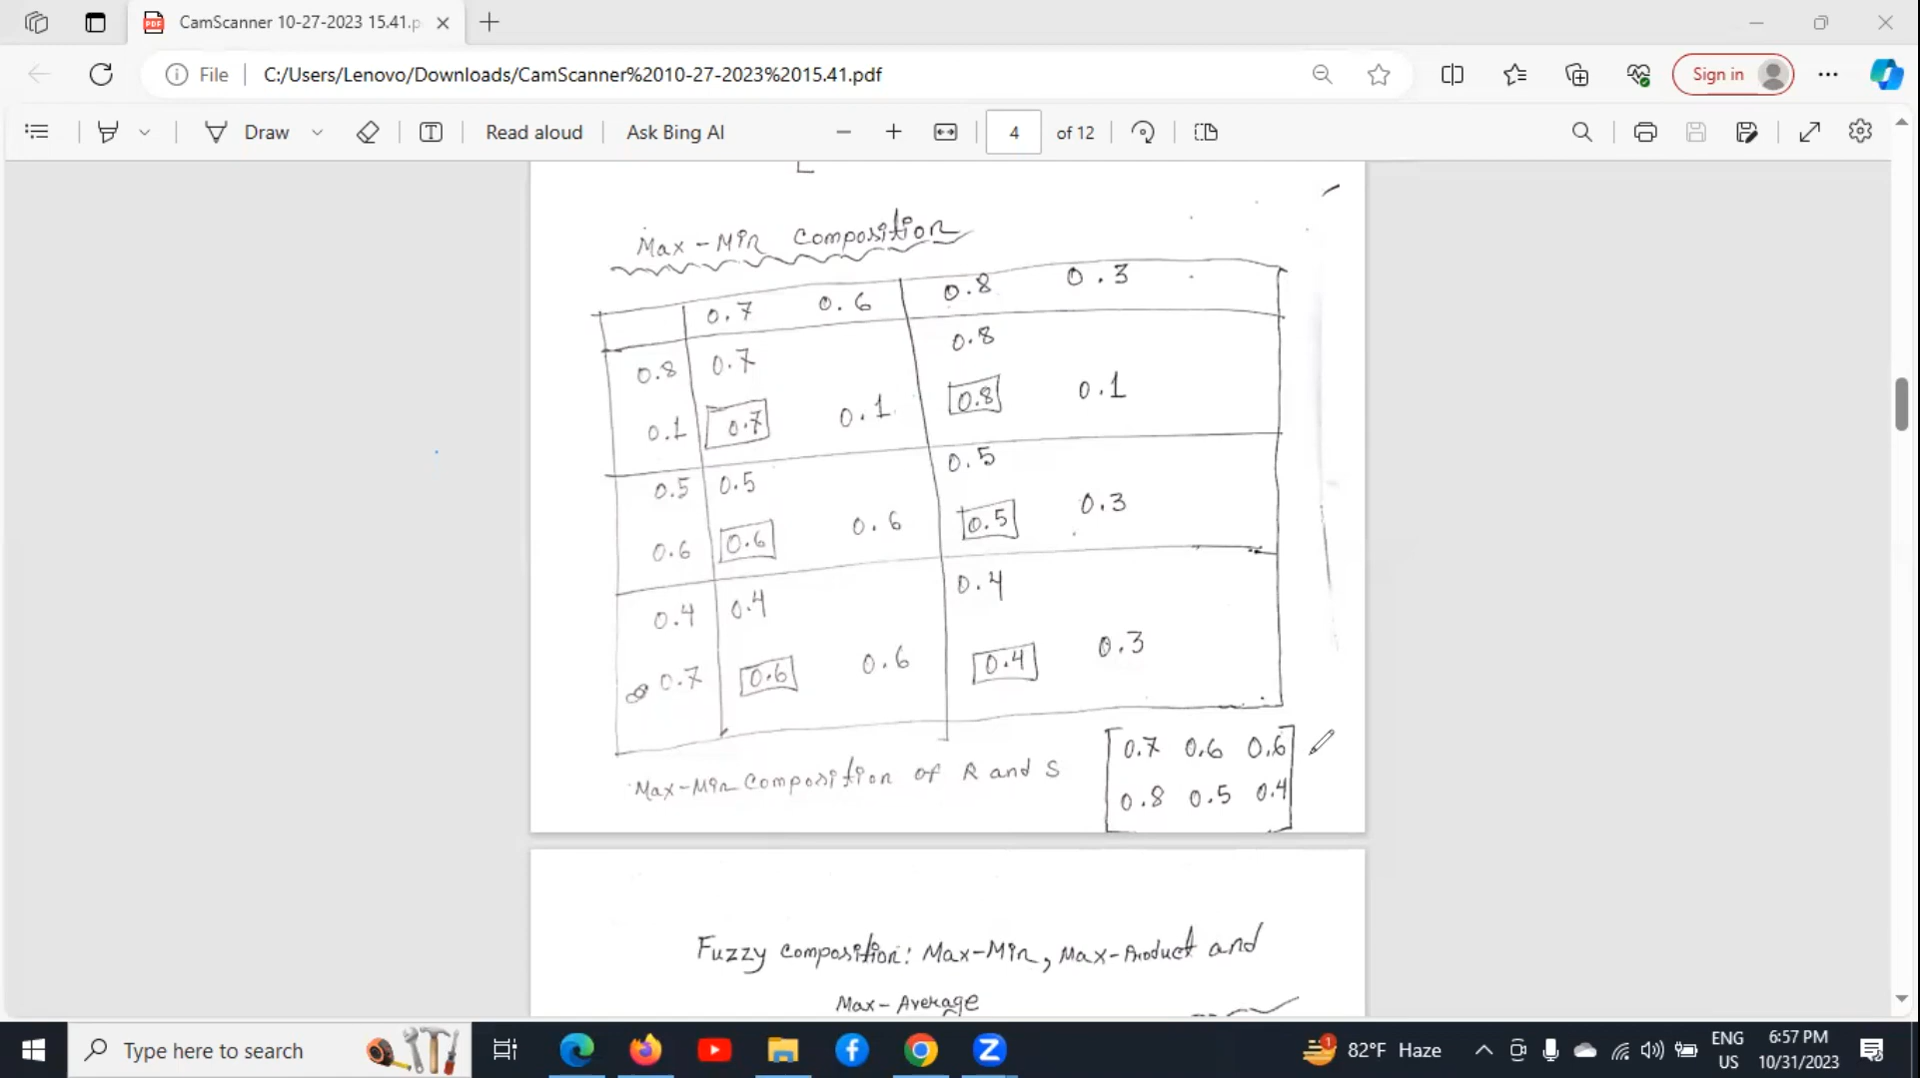 CamScanner 10-27-2023 15.41.p
File
C:/Users/Lenovo/Downloads/CamScanner%2010-27-2023%2015.41.pdf
Sign in
Draw
Read aloud
Ask Bing AI
4 of 12
Max-Min Composition
0.7 0.6 0.8 0.3
0.8 0.7 0.8
0.1 0.7 0.1 0.8 0.1
0.5 0.5 0.5
0.6 0.6 0.6 0.5 0.3
0.4 0.4 0.4
0.7 0.6 0.6 0.4 0.3
Max-Min Composition of R and S
0.7 0.6 0.6
0.8 0.5 0.4
Fuzzy composition: Max-Min, Max-Product and
Max-Average
Type here to search
1
82°F Haze
ENG
US
6:57 PM
10/31/2023